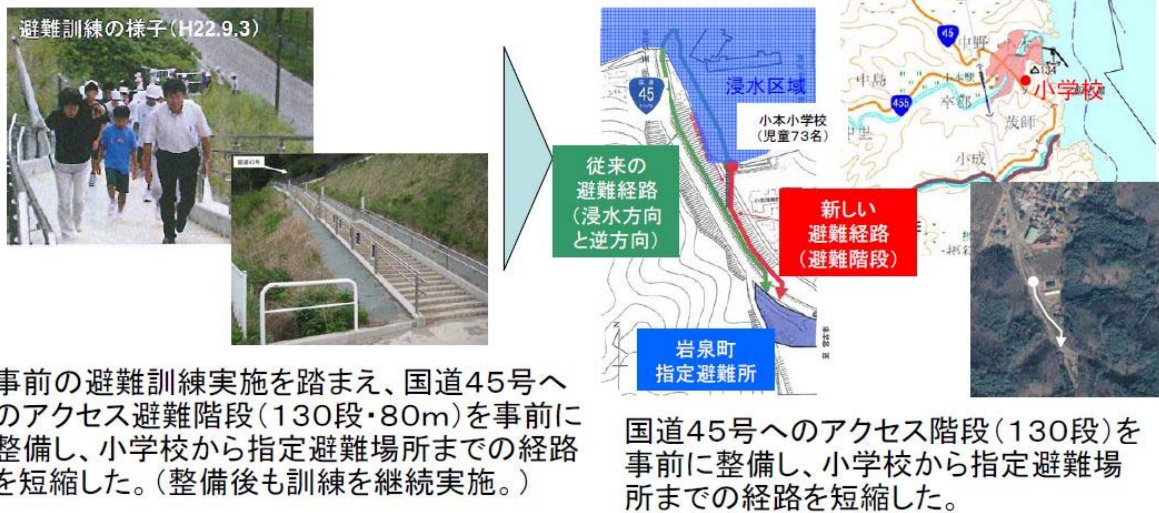 避難訓練の様子(H22.9.3)
国道45号
国道
45
浸水区域
小本小学校
(児童73名)
従来の
避難経路
(浸水方向
と逆方向)
新しい
避難経路
(避難階段)
岩泉町
指定避難所
至 宮古市
45
中野
小本
中島
455
卒郡
134
小学校
茂師
小成
事前の避難訓練実施を踏まえ、国道45号へ
のアクセス避難階段(130段・80m)を事前に
整備し、小学校から指定避難場所までの経路
を短縮した。(整備後も訓練を継続実施。)
国道45号へのアクセス階段(130段)を
事前に整備し、小学校から指定避難場
所までの経路を短縮した。